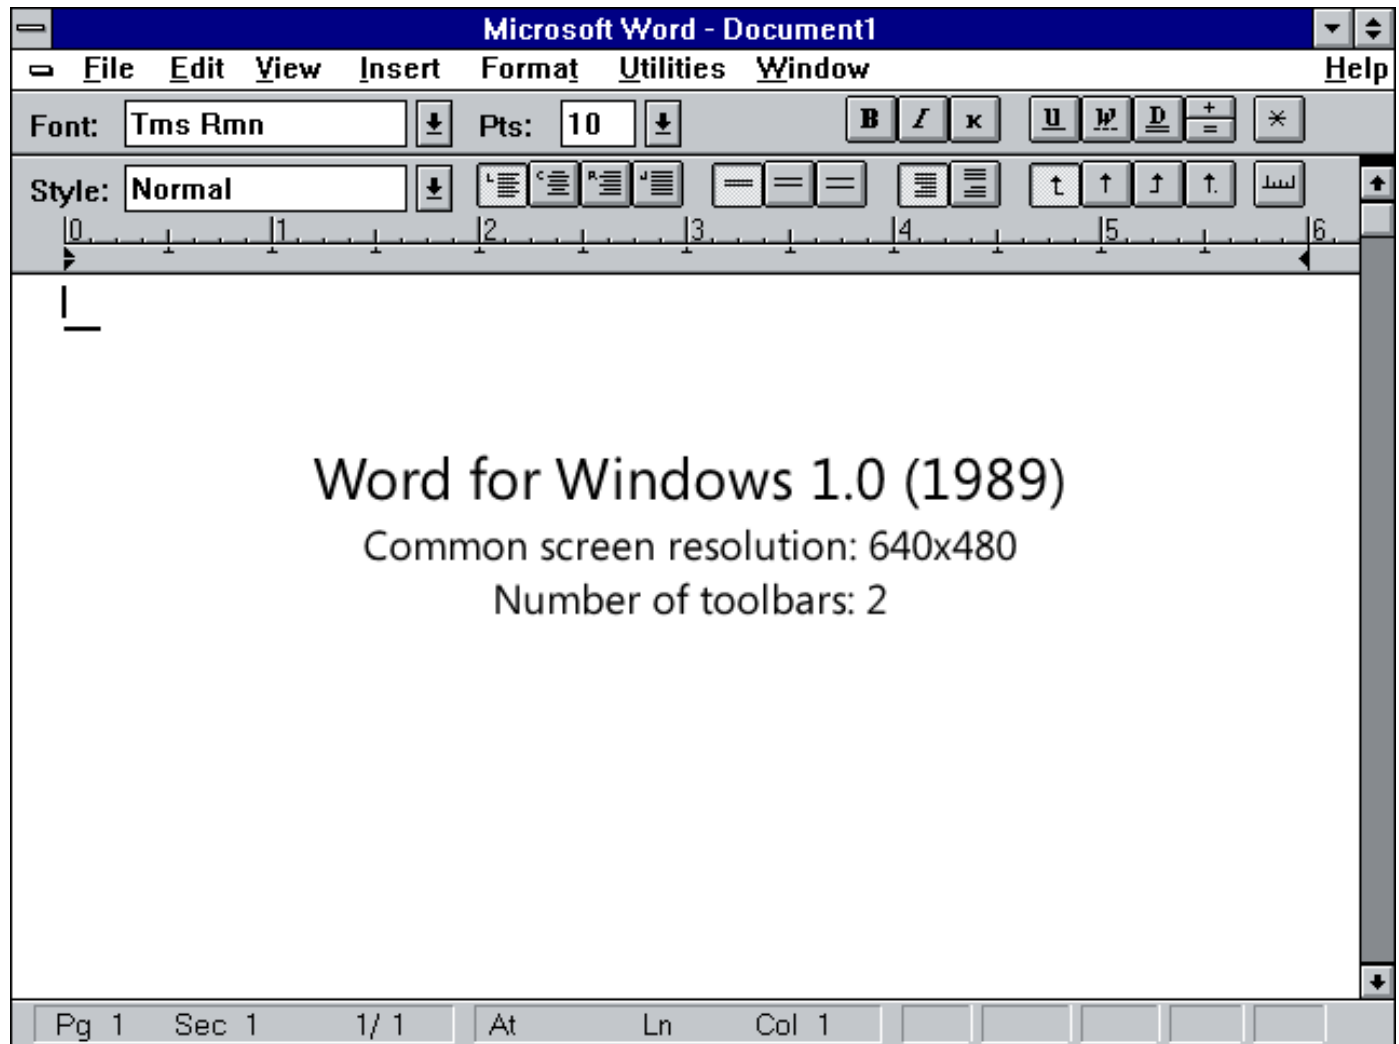 Microsoft Word - Document1
File Edit View Insert Format Utilities Window Help
Font: Tms Rmn Pts: 10 B I K U W D + = *
Style: Normal L C R J
0 1 2 3 4 5 6
Word for Windows 1.0 (1989)
Common screen resolution: 640x480
Number of toolbars: 2
Pg 1 Sec 1 1/ 1 At Ln Col 1